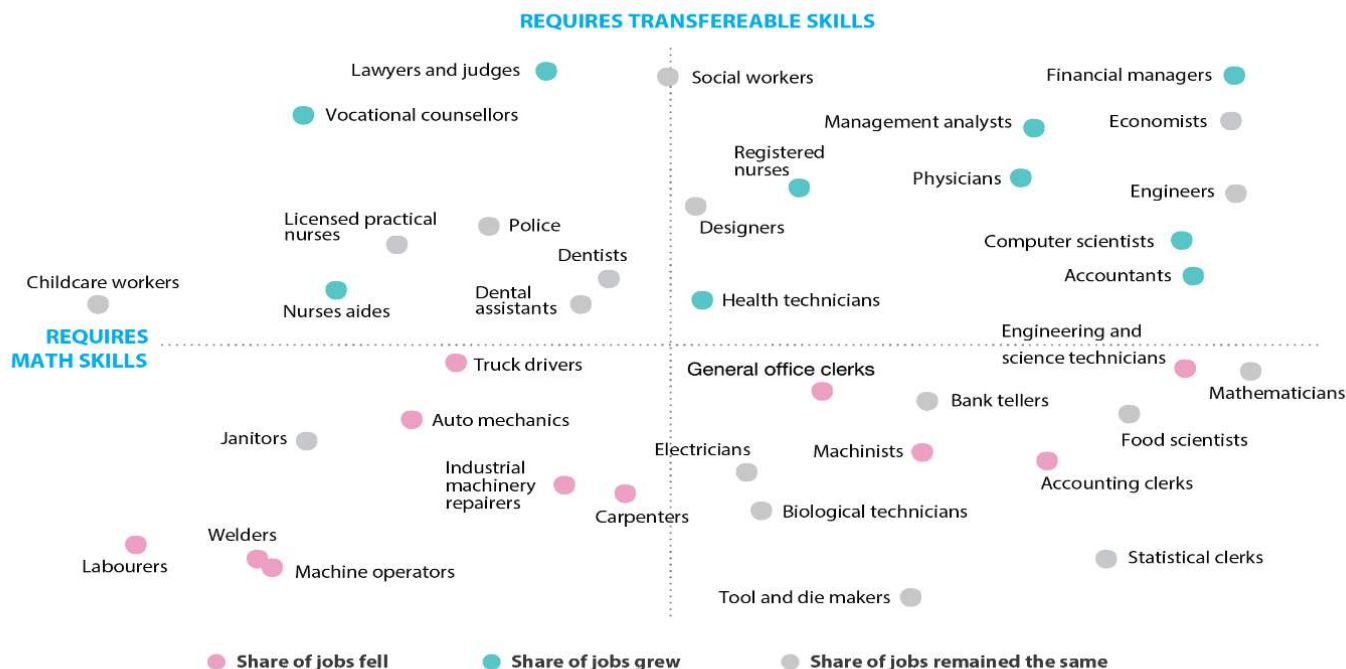 REQUIRES TRANSFEREABLE SKILLS
Lawyers and judges
Social workers
Financial managers
Vocational counsellors
Management analysts
Economists
Registered
nurses
Physicians
Engineers
Licensed practical
nurses
Police
Designers
Computer scientists
Dentists
Accountants
Childcare workers
Nurses aides
Dental
assistants
Health technicians
REQUIRES
MATH SKILLS
Engineering and
science technicians
Truck drivers
General office clerks
Mathematicians
Bank tellers
Auto mechanics
Janitors
Food scientists
Electricians
Machinists
Industrial
machinery
repairers
Accounting clerks
Carpenters
Biological technicians
Welders
Labourers
Machine operators
Statistical clerks
Tool and die makers
Share of jobs fell
Share of jobs grew
Share of jobs remained the same